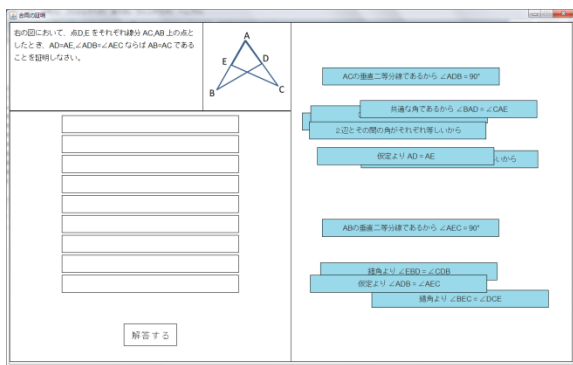 合同の証明
右の図において、点D,E をそれぞれ線分 AC,AB 上の点と
したとき、AD=AE,∠ADB=∠AEC ならば AB=AC である
ことを証明しなさい。
A
E
D
B
C
ACの垂直二等分線であるから ∠ADB = 90°
共通な角であるから ∠BAD = ∠CAE
2辺とその間の角がそれぞれ等しいから
仮定より AD = AE
いから
ABの垂直二等分線であるから ∠AEC = 90°
錯角より ∠EBD = ∠CDB
仮定より ∠ADB = ∠AEC
錯角より ∠BEC = ∠DCE
解答する